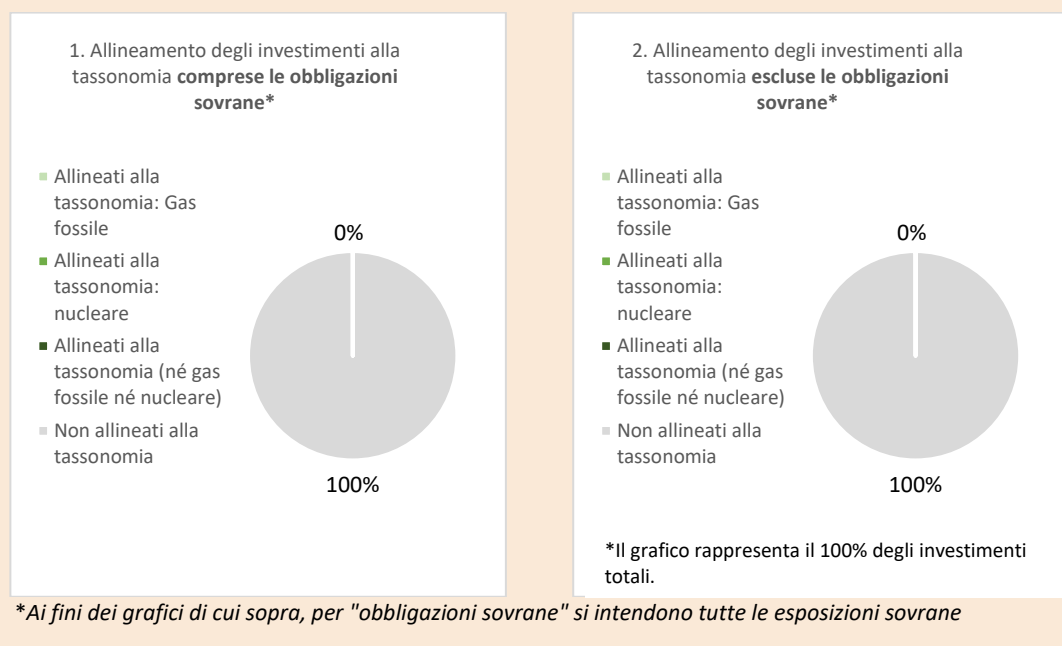 1. Allineamento degli investimenti alla
tassonomia comprese le obbligazioni
sovrane*
Allineati alla
tassonomia: Gas
fossile
Allineati alla
tassonomia:
nucleare
Allineati alla
tassonomia (né gas
fossile né nucleare)
Non allineati alla
tassonomia
0%
100%
2. Allineamento degli investimenti alla
tassonomia escluse le obbligazioni
sovrane*
Allineati alla
tassonomia: Gas
fossile
Allineati alla
tassonomia:
nucleare
Allineati alla
tassonomia (né gas
fossile né nucleare)
Non allineati alla
tassonomia
0%
100%
*Il grafico rappresenta il 100% degli investimenti
totali.
*Ai fini dei grafici di cui sopra, per "obbligazioni sovrane" si intendono tutte le esposizioni sovrane